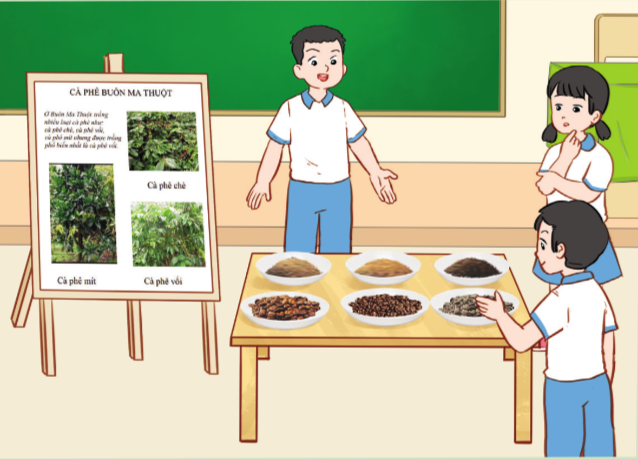 CÀ PHÊ BUÔN MA THUỘT
Ở Buôn Ma Thuột trồng
nhiều loại cà phê như
cà phê chè, cà phê vối,
cà phê mít nhưng được trồng
phổ biến nhất là cà phê vối.
Cà phê chè
Cà phê mít
Cà phê vối